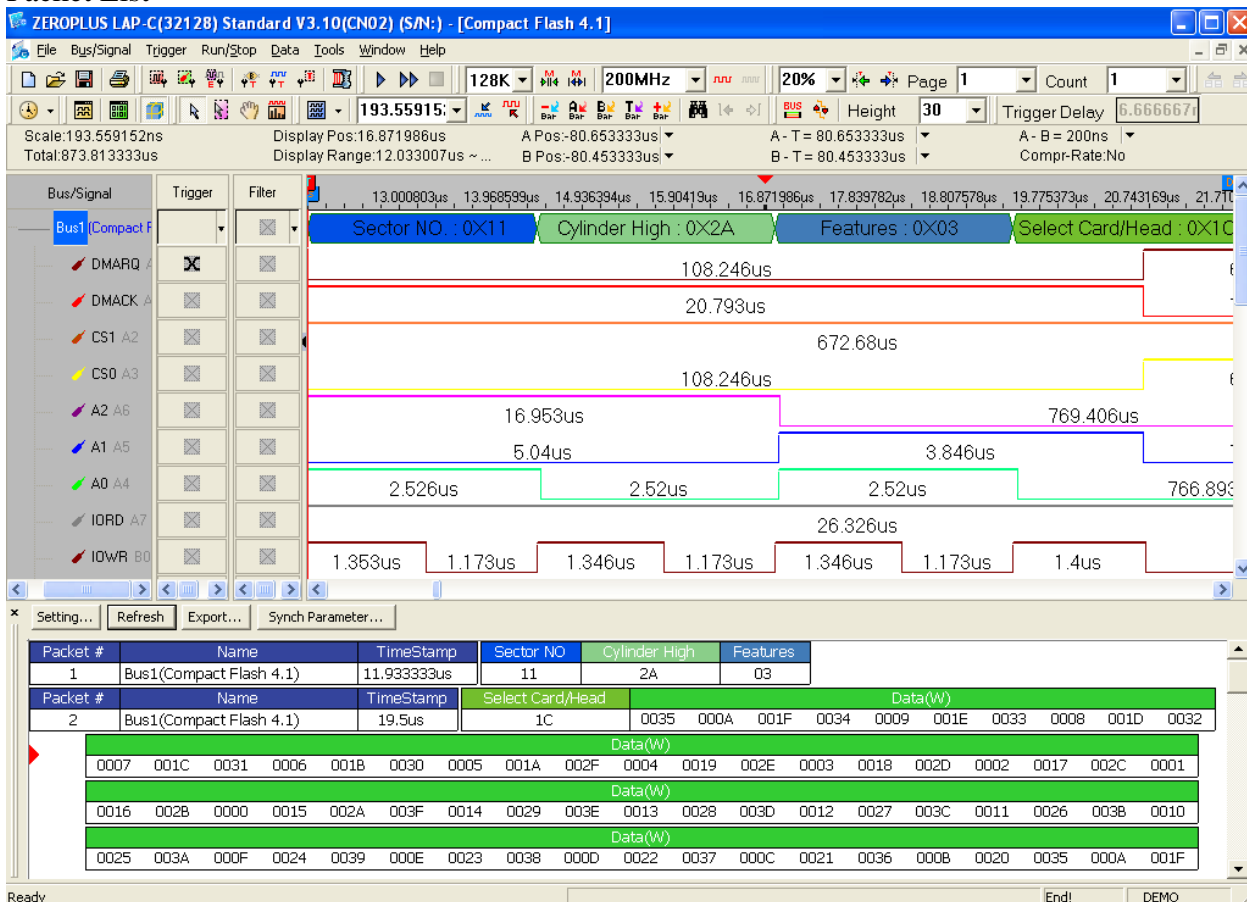 Packet List
ZEROPLUS LAP-C(32128) Standard V3.10(CN02) (S/N:) - [Compact Flash 4.1]
File Bus/Signal Trigger Run/Stop Data Tools Window Help
128K 200MHz 20% Page 1 Count 1
193.55915 Bar Bar Bar Bar Bar BUS Height 30 Trigger Delay 6.666667
Scale:193.559152ns Display Pos:16.871986us A Pos:-80.653333us A - T = 80.653333us A - B = 200ns
Total:873.813333us Display Range:12.033007us ~... B Pos:-80.453333us B - T = 80.453333us Compr-Rate:No
Bus/Signal Trigger Filter 13.000803us 13.968599us 14.936394us 15.90419us 16.871986us 17.839782us 18.807578us 19.775373us 20.743169us 21.710
Bus1 (Compact F Sector NO. : 0X11 Cylinder High : 0X2A Features : 0X03 Select Card/Head : 0X1C
DMARQ 108.246us
DMACK 20.793us
CS1 A2 672.68us
CS0 A3 108.246us
A2 A6 16.953us 769.406us
A1 A5 5.04us 3.846us
A0 A4 2.526us 2.52us 2.52us 766.893
IORD A7 26.326us
IOWR B0 1.353us 1.173us 1.346us 1.173us 1.346us 1.173us 1.4us
Setting... Refresh Export... Synch Parameter...
Packet # Name TimeStamp Sector NO Cylinder High Features
1 Bus1(Compact Flash 4.1) 11.933333us 11 2A 03
Packet # Name TimeStamp Select Card/Head Data(W)
2 Bus1(Compact Flash 4.1) 19.5us 1C 0035 000A 001F 0034 0009 001E 0033 0008 001D 0032
Data(W)
0007 001C 0031 0006 001B 0030 0005 001A 002F 0004 0019 002E 0003 0018 002D 0002 0017 002C 0001
Data(W)
0016 002B 0000 0015 002A 003F 0014 0029 003E 0013 0028 003D 0012 0027 003C 0011 0026 003B 0010
Data(W)
0025 003A 000F 0024 0039 000E 0023 0038 000D 0022 0037 000C 0021 0036 000B 0020 0035 000A 001F
Ready End! DEMO